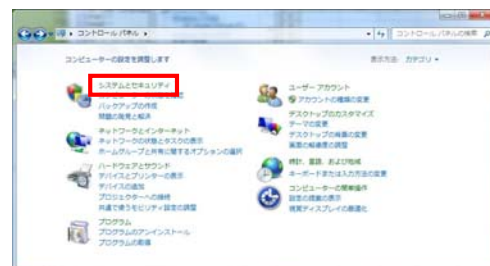 コントロール パネル
コントロール パネルの検索
コンピューターの設定を調整します
表示方法: カテゴリ
システムとセキュリティ
バックアップの作成
問題の発見と解決
ネットワークとインターネット
ネットワークの状態とタスクの表示
ホームグループと共有に関するオプションの選択
ハードウェアとサウンド
デバイスとプリンターの表示
デバイスの追加
プロジェクターへの接続
共通で使うモビリティ設定の調整
プログラム
プログラムのアンインストール
プログラムの取得
ユーザー アカウント
アカウントの種類の変更
デスクトップのカスタマイズ
テーマの変更
デスクトップの背景の変更
画面の解像度の調整
時計、言語、および地域
キーボードまたは入力方法の変更
コンピューターの簡単操作
設定の提案の表示
視覚ディスプレイの最適化